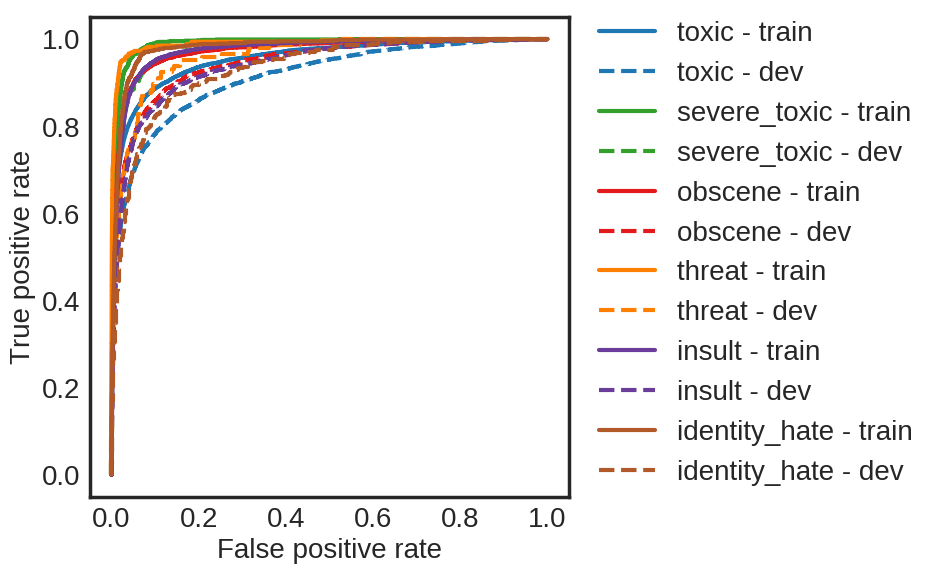 True positive rate
1.0
0.8
0.6
0.4
0.2
0.0
0.0 0.2 0.4 0.6 0.8 1.0
False positive rate
toxic - train
toxic - dev
severe_toxic - train
severe_toxic - dev
obscene - train
obscene - dev
threat - train
threat - dev
insult - train
insult - dev
identity_hate - train
identity_hate - dev